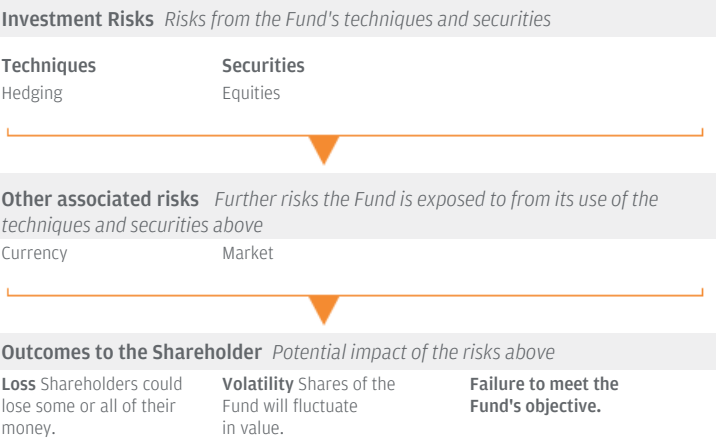 Investment Risks Risks from the Fund's techniques and securities
Techniques Securities
Hedging Equities
Other associated risks Further risks the Fund is exposed to from its use of the
techniques and securities above
Currency Market
Outcomes to the Shareholder Potential impact of the risks above
Loss Shareholders could
lose some or all of their
money.
Volatility Shares of the
Fund will fluctuate
in value.
Failure to meet the
Fund's objective.